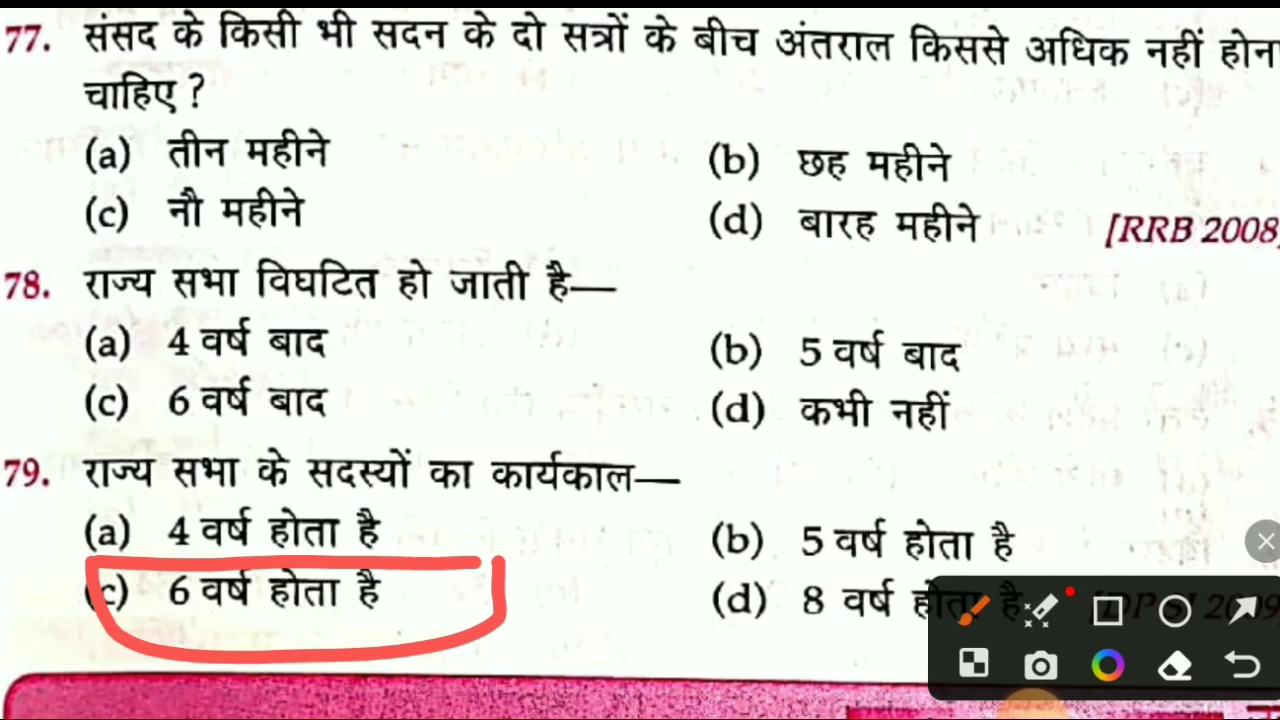 77. संसद के किसी भी सदन के दो सत्रों के बीच अंतराल किससे अधिक नहीं होना
चाहिए ?
(a) तीन महीने (b) छह महीने
(c) नौ महीने (d) बारह महीने [RRB 2008]
78. राज्य सभा विघटित हो जाती है—
(a) 4 वर्ष बाद (b) 5 वर्ष बाद
(c) 6 वर्ष बाद (d) कभी नहीं
79. राज्य सभा के सदस्यों का कार्यकाल—
(a) 4 वर्ष होता है (b) 5 वर्ष होता है
(c) 6 वर्ष होता है (d) 8 वर्ष होता है 2009